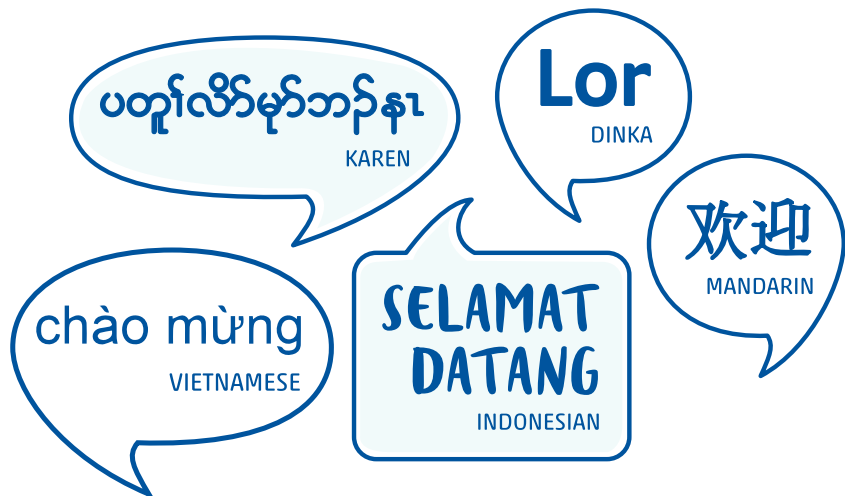 ပတူၢ်လိာ်မုာ်ဘၣ်နၤ
KAREN
Lor
DINKA
欢迎
MANDARIN
chào mừng
VIETNAMESE
SELAMAT
DATANG
INDONESIAN